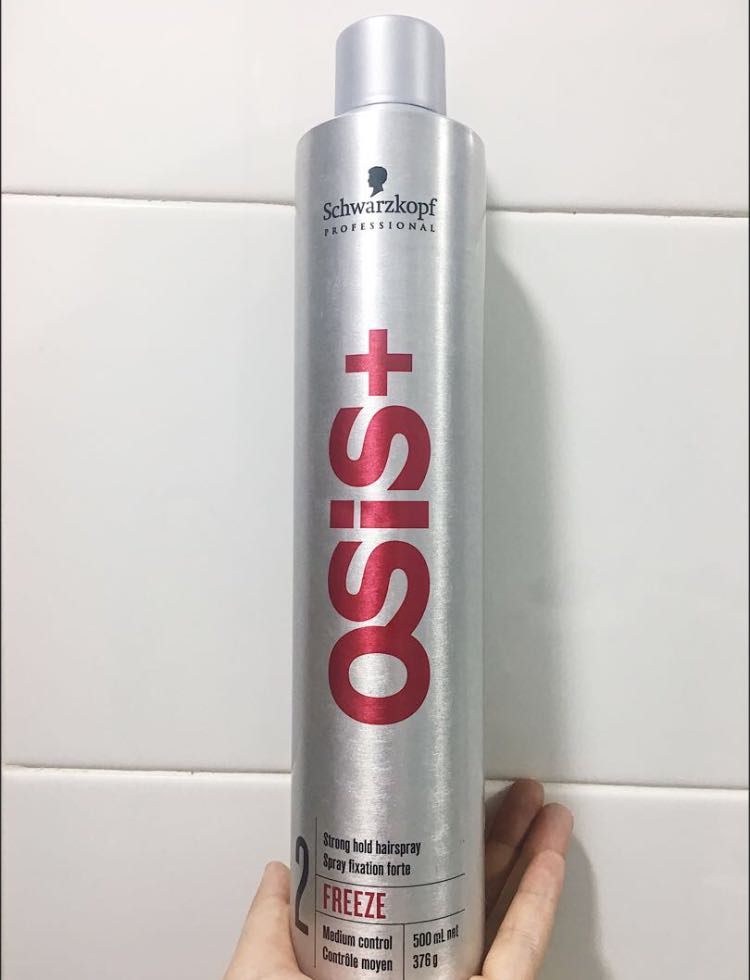 Schwarzkopf
PROFESSIONAL
OSiS+
2
Strong hold hairspray
Spray fixation forte
FREEZE
Medium control
Contrôle moyen
500 mL net
376 g